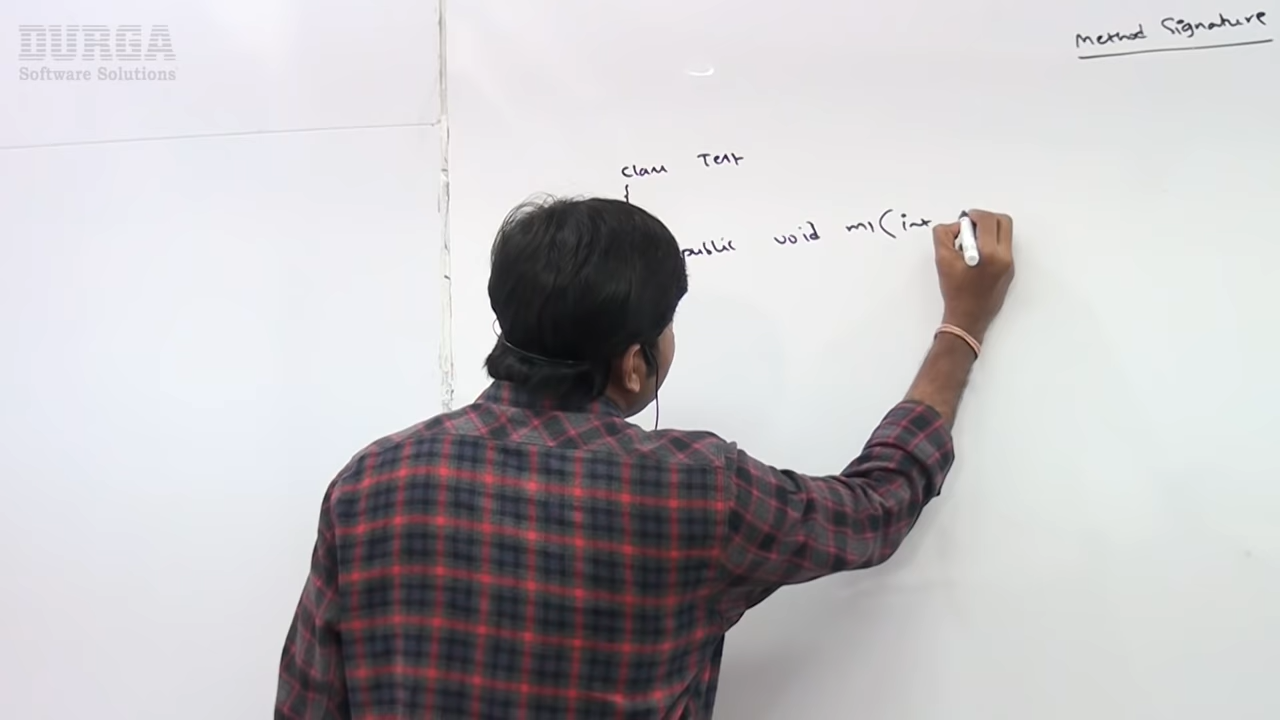 DURGA
Software Solutions
Method Signature
class Test
{
public void m1(int